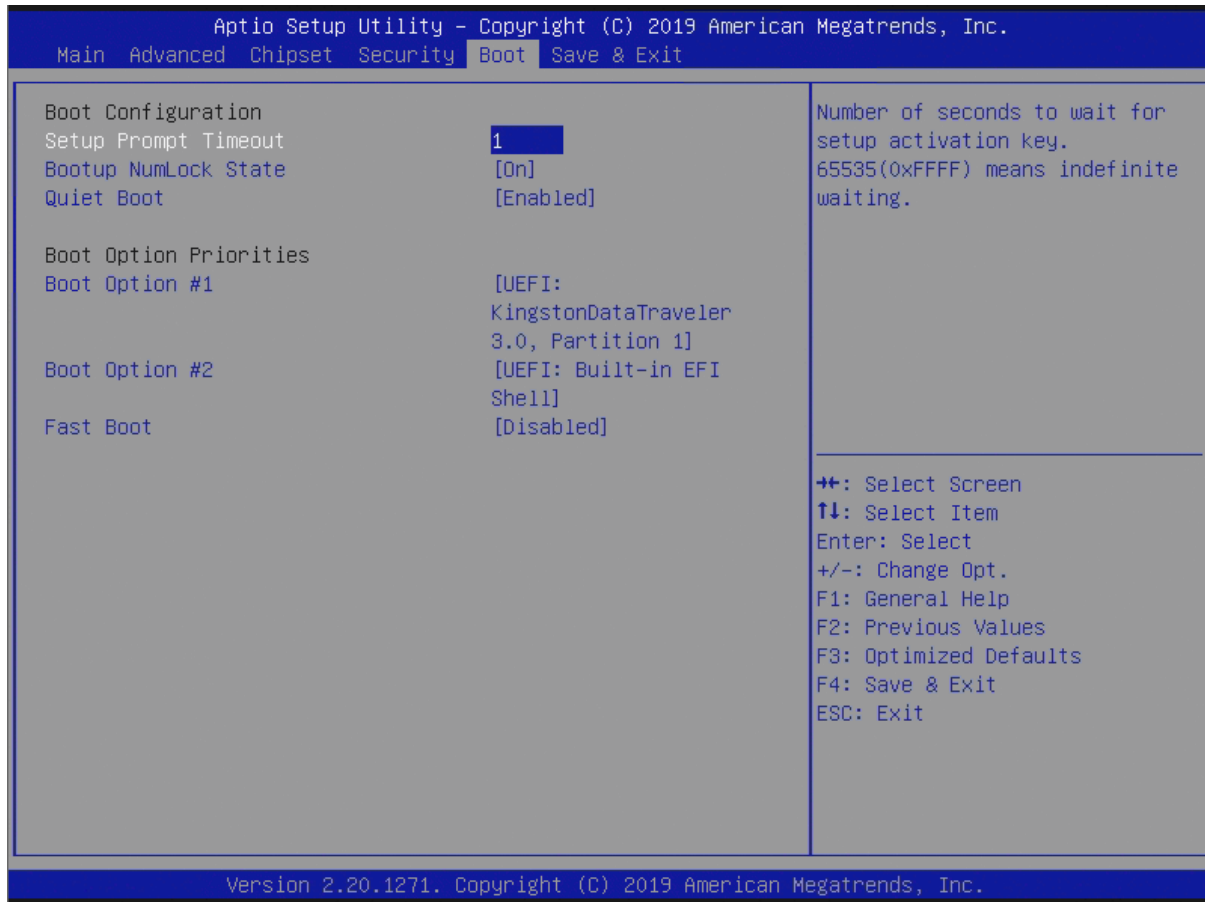 Aptio Setup Utility – Copyright (C) 2019 American Megatrends, Inc.
Main Advanced Chipset Security Boot Save & Exit
Boot Configuration
Setup Prompt Timeout 1
Bootup NumLock State [On]
Quiet Boot [Enabled]
Boot Option Priorities
Boot Option #1 [UEFI:
KingstonDataTraveler
3.0, Partition 1]
Boot Option #2 [UEFI: Built-in EFI
Shell]
Fast Boot [Disabled]
Number of seconds to wait for
setup activation key.
65535(0xFFFF) means indefinite
waiting.
→←: Select Screen
↑↓: Select Item
Enter: Select
+/-: Change Opt.
F1: General Help
F2: Previous Values
F3: Optimized Defaults
F4: Save & Exit
ESC: Exit
Version 2.20.1271. Copyright (C) 2019 American Megatrends, Inc.